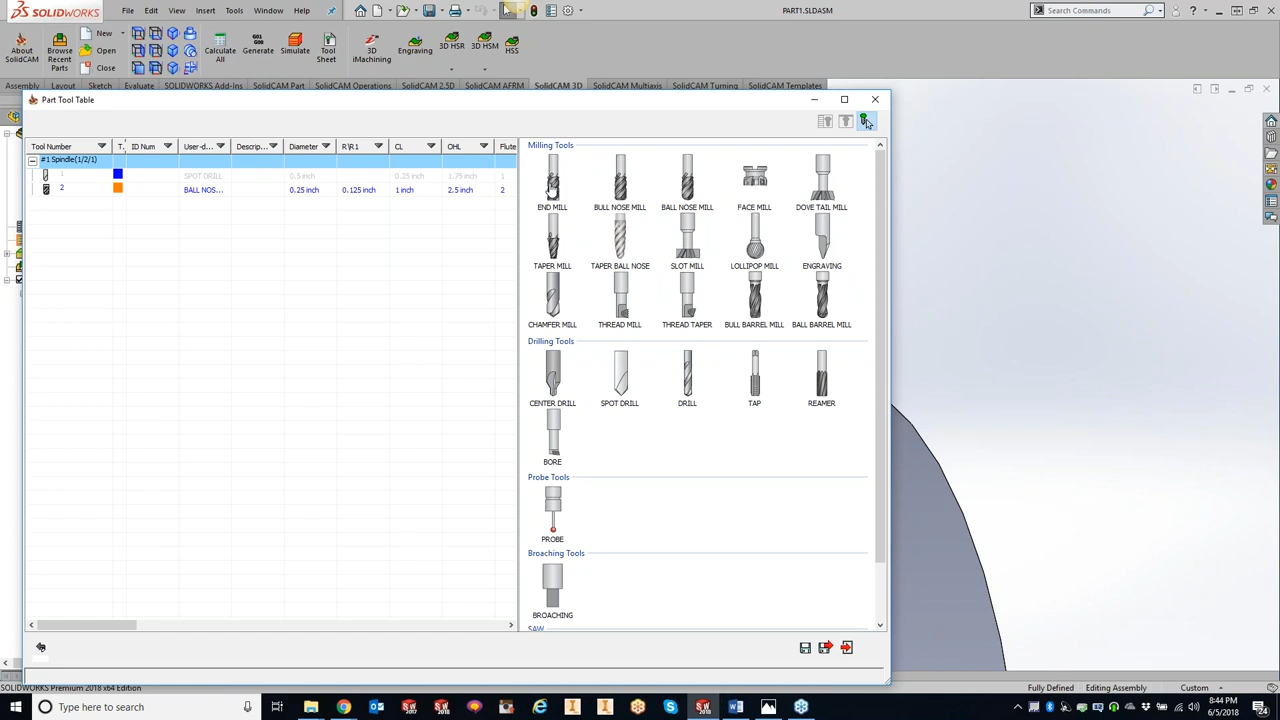 SOLIDWORKS File Edit View Insert Tools Window Help PART1.SLDASM Search Commands
About SolidCAM
Browse Recent Parts
New
Open
Close
Calculate All
Generate
Simulate
Tool Sheet
3D iMachining
Engraving
3D HSR
3D HSM
HSS
Assembly Layout Sketch Evaluate SOLIDWORKS Add-Ins SolidCAM Part SolidCAM Operations SolidCAM 2.5D SolidCAM AFRM SolidCAM 3D SolidCAM Multiaxis SolidCAM Turning SolidCAM Templates
Part Tool Table
Tool Number T. ID Num User-d... Descrip... Diameter R\R1 CL OHL Flute
#1 Spindle(1/2/1)
1 SPOT DRILL 0.5 inch 0.25 inch 1.75 inch 1
2 BALL NOS... 0.25 inch 0.125 inch 1 inch 2.5 inch 2
Milling Tools
END MILL BULL NOSE MILL BALL NOSE MILL FACE MILL DOVE TAIL MILL
TAPER MILL TAPER BALL NOSE SLOT MILL LOLLIPOP MILL ENGRAVING
CHAMFER MILL THREAD MILL THREAD TAPER BULL BARREL MILL BALL BARREL MILL
Drilling Tools
CENTER DRILL SPOT DRILL DRILL TAP REAMER
BORE
Probe Tools
PROBE
Broaching Tools
BROACHING
SAW
SOLIDWORKS Premium 2018 x64 Edition Fully Defined Editing Assembly Custom
Type here to search
8:44 PM
6/5/2018
24